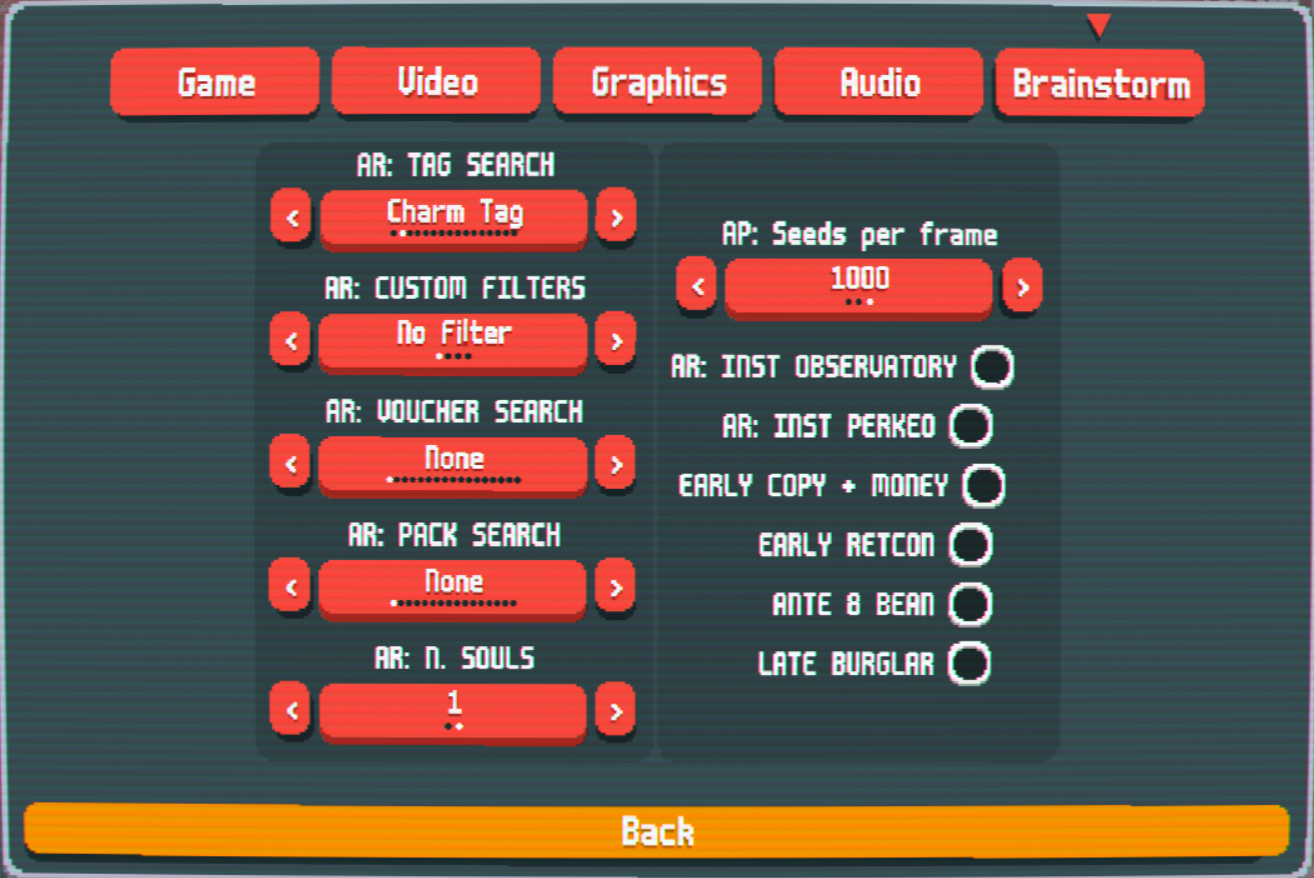 Game Video Graphics Audio Brainstorm
AR: TAG SEARCH
< Charm Tag >
AR: CUSTOM FILTERS
< No Filter >
AR: VOUCHER SEARCH
< None >
AR: PACK SEARCH
< None >
AR: N. SOULS
< 1 >
AP: Seeds per frame
< 1000 >
AR: INST OBSERVATORY
AR: INST PERKEO
EARLY COPY + MONEY
EARLY RETCON
ANTE 8 BEAN
LATE BURGLAR
Back